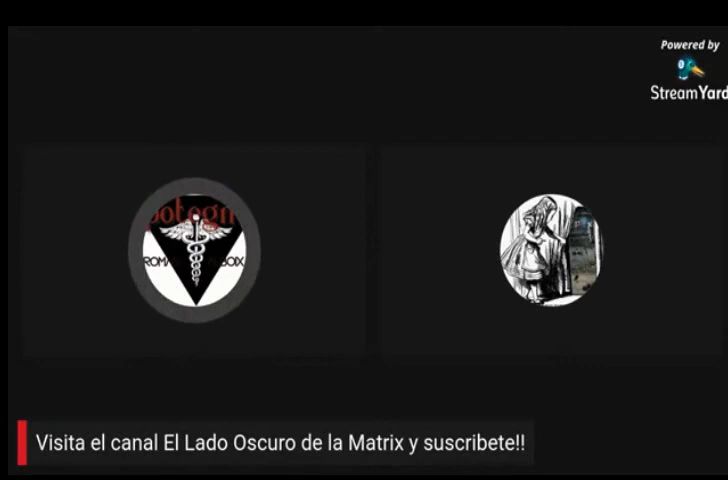 Powered by
StreamYard
Visita el canal El Lado Oscuro de la Matrix y suscribete!!